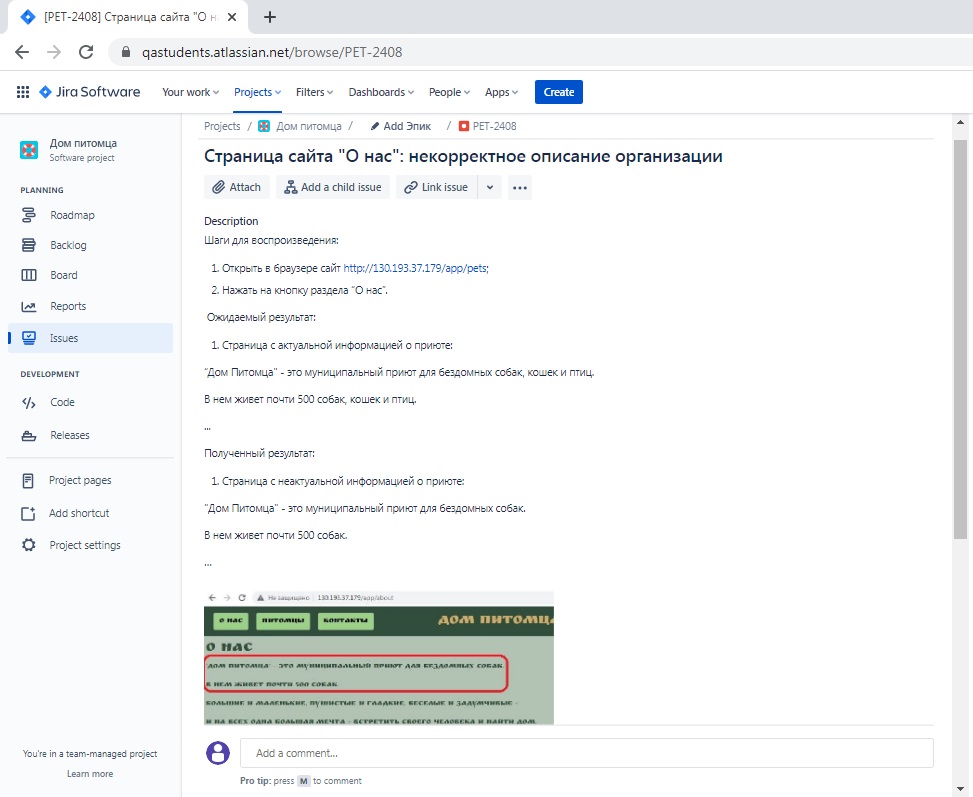 [PET-2408] Страница сайта "О н
qastudents.atlassian.net/browse/PET-2408
Jira Software Your work Projects Filters Dashboards People Apps Create
Дом питомца
Software project
PLANNING
Roadmap
Backlog
Board
Reports
Issues
DEVELOPMENT
Code
Releases
Project pages
Add shortcut
Project settings
You're in a team-managed project
Learn more
Projects / Дом питомца / Add Эпик / PET-2408
Страница сайта "О нас": некорректное описание организации
Attach Add a child issue Link issue
Description
Шаги для воспроизведения:
1. Открыть в браузере сайт http://130.193.37.179/app/pets;
2. Нажать на кнопку раздела "О нас".
Ожидаемый результат:
1. Страница с актуальной информацией о приюте:
"Дом Питомца" - это муниципальный приют для бездомных собак, кошек и птиц.
В нем живет почти 500 собак, кошек и птиц.
...
Полученный результат:
1. Страница с неактуальной информацией о приюте:
"Дом Питомца" - это муниципальный приют для бездомных собак.
В нем живет почти 500 собак.
...
Не защищено 130.193.37.179/app/about
О НАС ПИТОМЦЫ КОНТАКТЫ ДОМ ПИТОМЦА
О НАС
"ДОМ ПИТОМЦА" - ЭТО МУНИЦИПАЛЬНЫЙ ПРИЮТ ДЛЯ БЕЗДОМНЫХ СОБАК.
В НЕМ ЖИВЕТ ПОЧТИ 500 СОБАК.
БОЛЬШИЕ И МАЛЕНЬКИЕ, ПУШИСТЫЕ И ГЛАДКИЕ, ВЕСЕЛЫЕ И ЗАДУМЧИВЫЕ -
И НА ВСЕХ ОДНА БОЛЬШАЯ МЕЧТА - ВСТРЕТИТЬ СВОЕГО ЧЕЛОВЕКА И НАЙТИ ДОМ.
Add a comment...
Pro tip: press M to comment